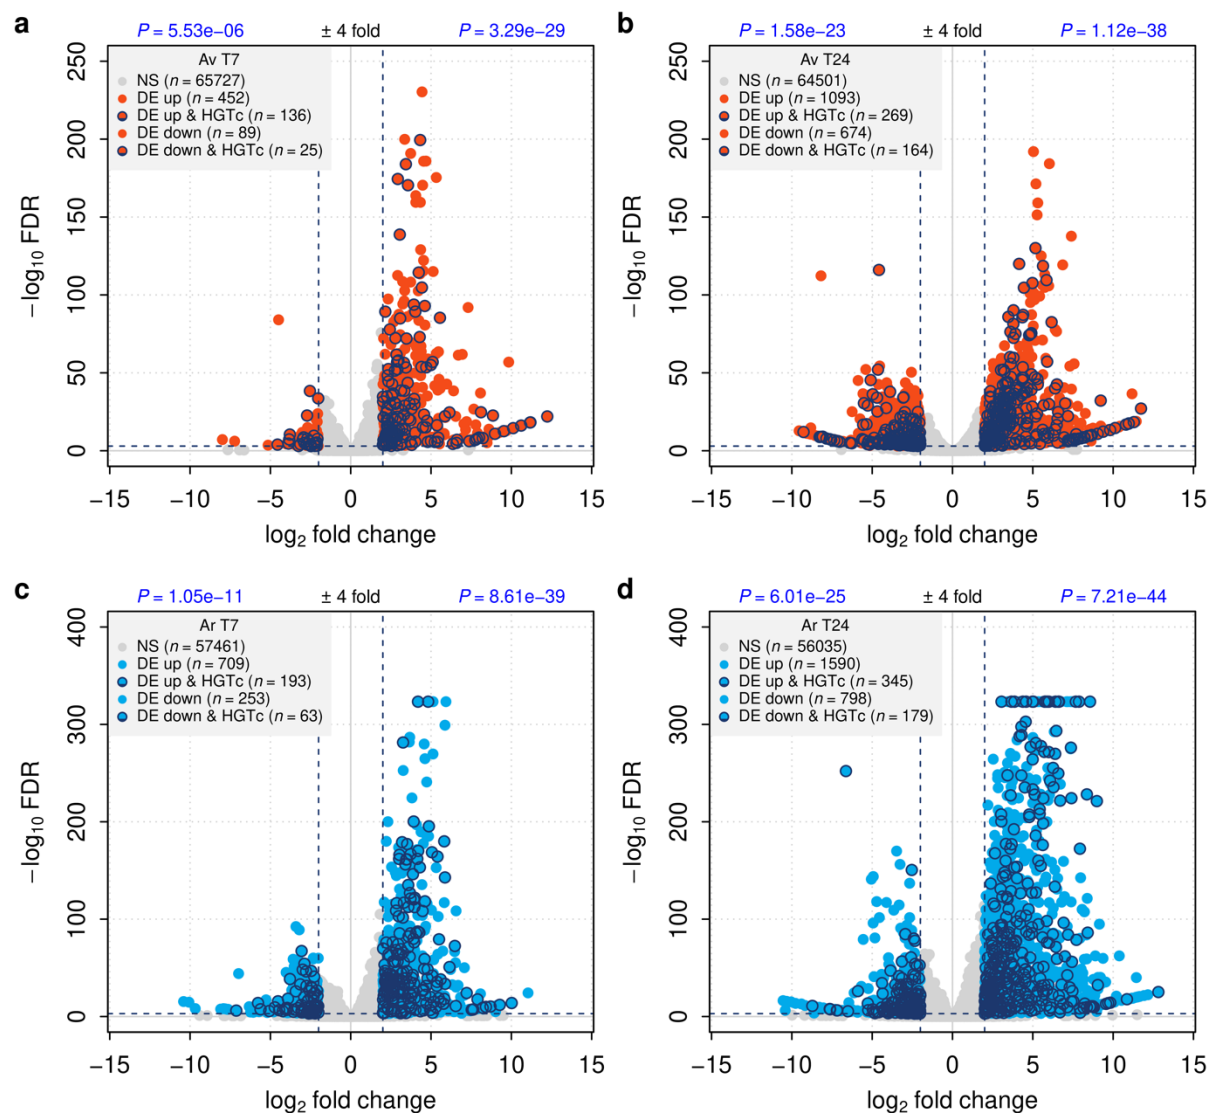 a
P = 5.53e−06 ± 4 fold P = 3.29e−29
Av T7
NS (n = 65727)
DE up (n = 452)
DE up & HGTc (n = 136)
DE down (n = 89)
DE down & HGTc (n = 25)
250
200
150
100
50
0
−log10 FDR
−15 −10 −5 0 5 10 15
log2 fold change
b
P = 1.58e−23 ± 4 fold P = 1.12e−38
Av T24
NS (n = 64501)
DE up (n = 1093)
DE up & HGTc (n = 269)
DE down (n = 674)
DE down & HGTc (n = 164)
250
200
150
100
50
0
−log10 FDR
−15 −10 −5 0 5 10 15
log2 fold change
c
P = 1.05e−11 ± 4 fold P = 8.61e−39
Ar T7
NS (n = 57461)
DE up (n = 709)
DE up & HGTc (n = 193)
DE down (n = 253)
DE down & HGTc (n = 63)
400
300
200
100
0
−log10 FDR
−15 −10 −5 0 5 10 15
log2 fold change
d
P = 6.01e−25 ± 4 fold P = 7.21e−44
Ar T24
NS (n = 56035)
DE up (n = 1590)
DE up & HGTc (n = 345)
DE down (n = 798)
DE down & HGTc (n = 179)
400
300
200
100
0
−log10 FDR
−15 −10 −5 0 5 10 15
log2 fold change